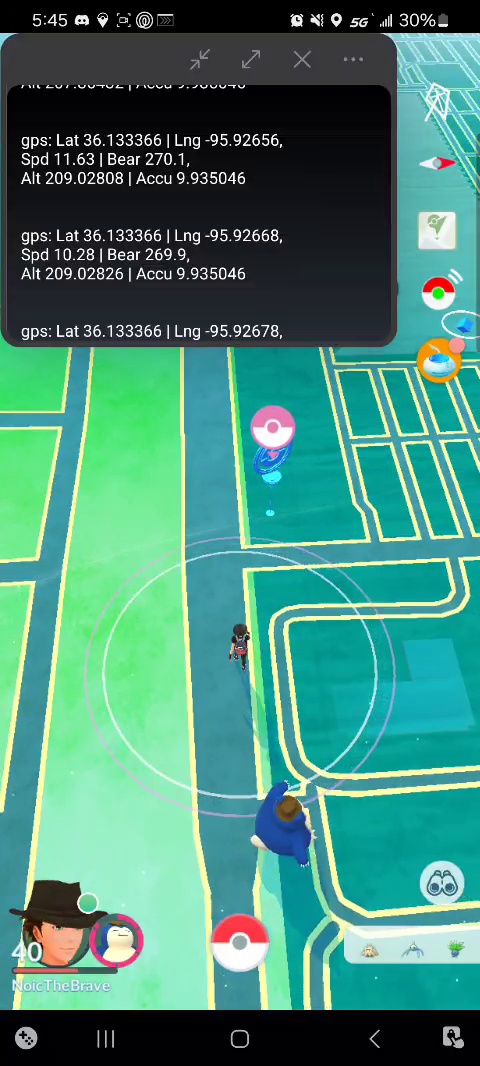 5:45
5G
30%
gps: Lat 36.133366 | Lng -95.92656,
Spd 11.63 | Bear 270.1,
Alt 209.02808 | Accu 9.935046
gps: Lat 36.133366 | Lng -95.92668,
Spd 10.28 | Bear 269.9,
Alt 209.02826 | Accu 9.935046
gps: Lat 36.133366 | Lng -95.92678,
40
NoicTheBrave